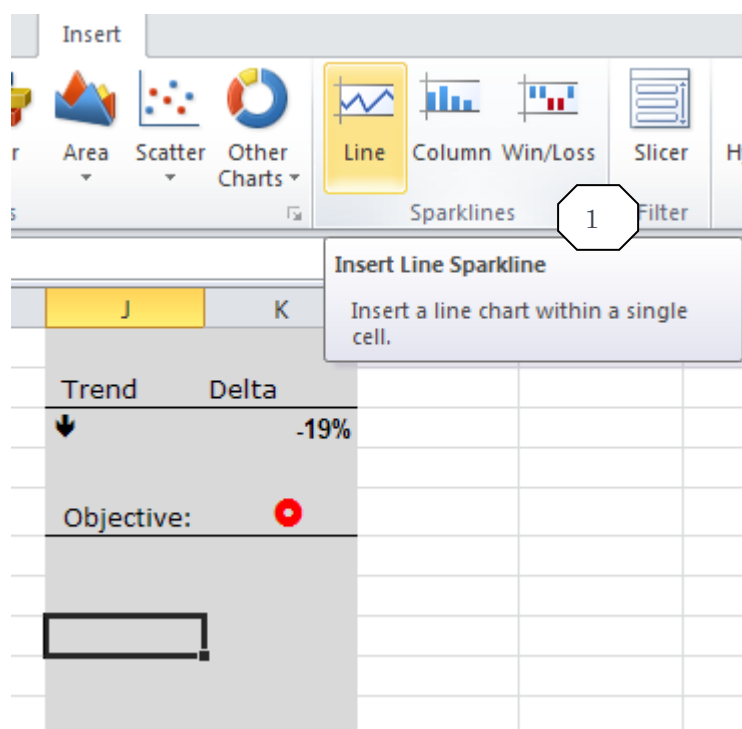 Insert
r Area Scatter Other Charts Line Column Win/Loss Slicer H
s Sparklines 1 Filter
Insert Line Sparkline
Insert a line chart within a single
cell.
J K
Trend Delta
-19%
Objective: